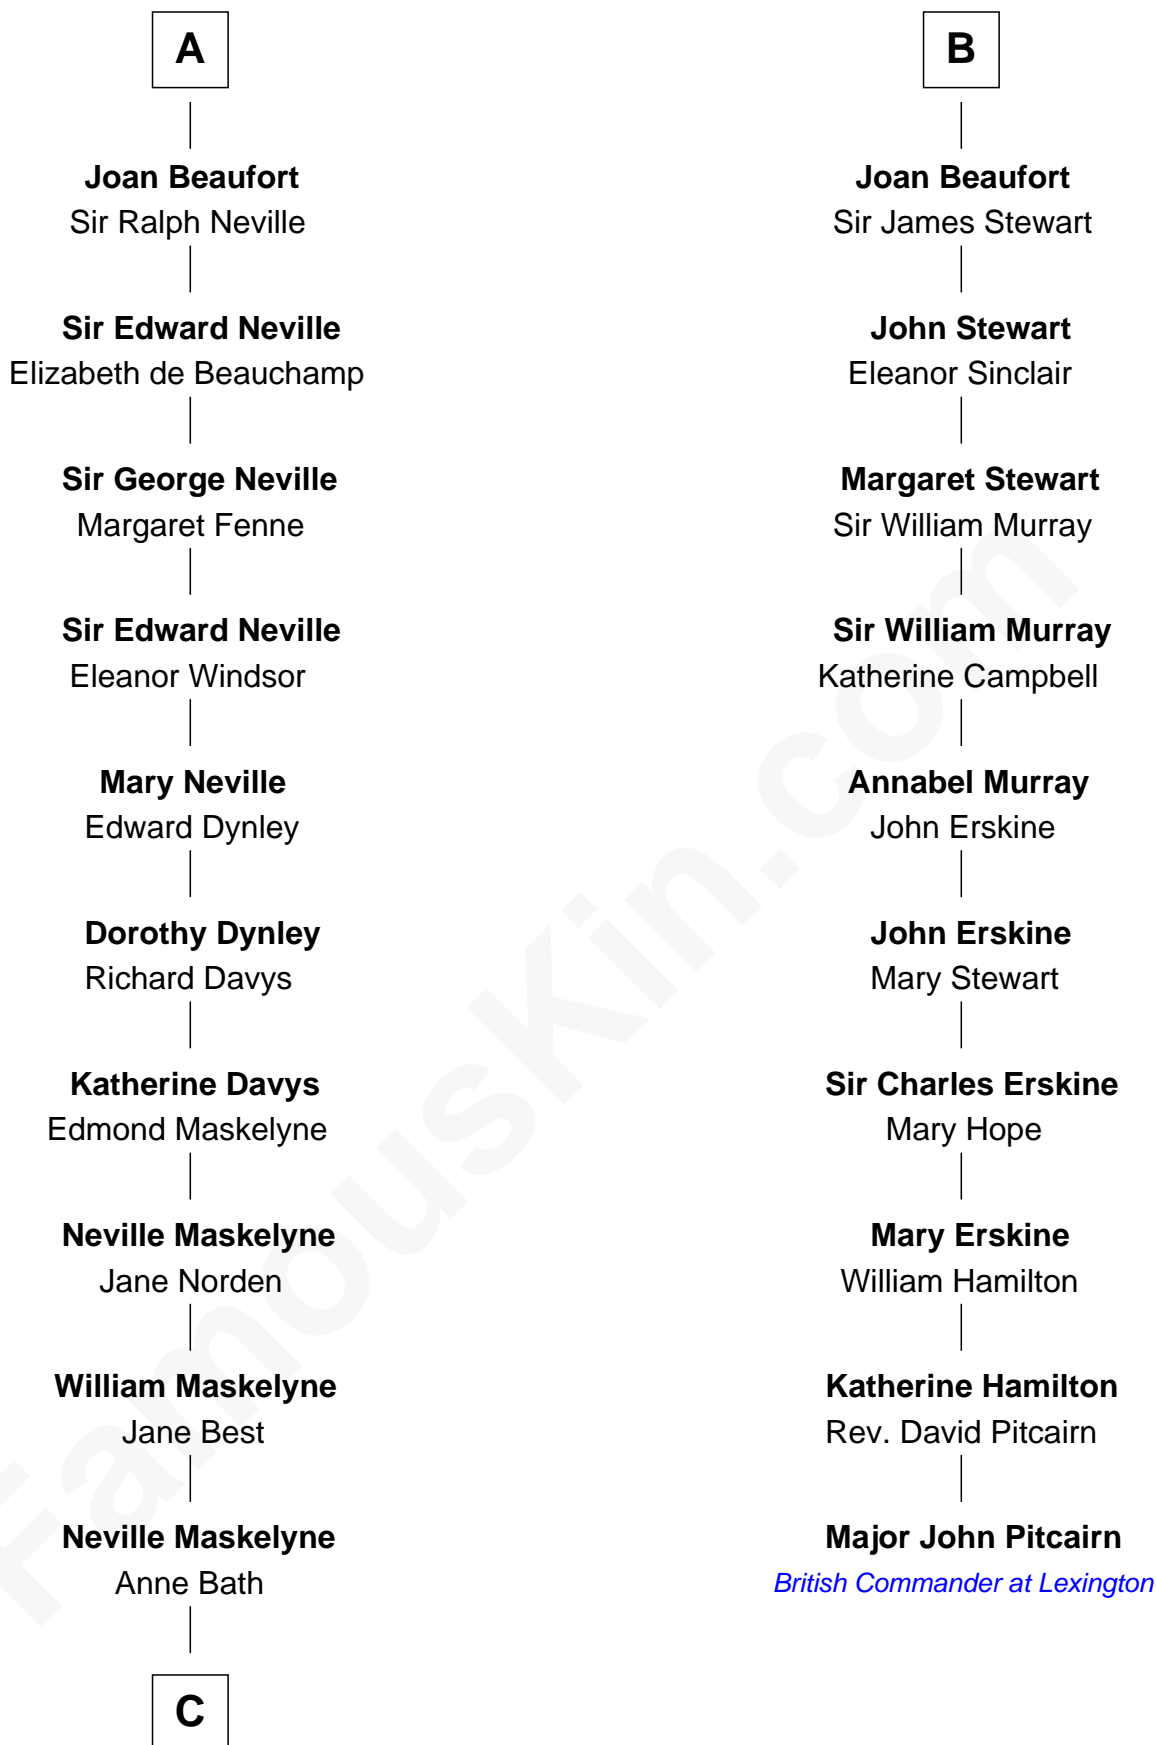 A
Joan Beaufort
Sir Ralph Neville
Sir Edward Neville
Elizabeth de Beauchamp
Sir George Neville
Margaret Fenne
Sir Edward Neville
Eleanor Windsor
Mary Neville
Edward Dynley
Dorothy Dynley
Richard Davys
Katherine Davys
Edmond Maskelyne
Neville Maskelyne
Jane Norden
William Maskelyne
Jane Best
Neville Maskelyne
Anne Bath
C
B
Joan Beaufort
Sir James Stewart
John Stewart
Eleanor Sinclair
Margaret Stewart
Sir William Murray
Sir William Murray
Katherine Campbell
Annabel Murray
John Erskine
John Erskine
Mary Stewart
Sir Charles Erskine
Mary Hope
Mary Erskine
William Hamilton
Katherine Hamilton
Rev. David Pitcairn
Major John Pitcairn
British Commander at Lexington
FamousKin.com